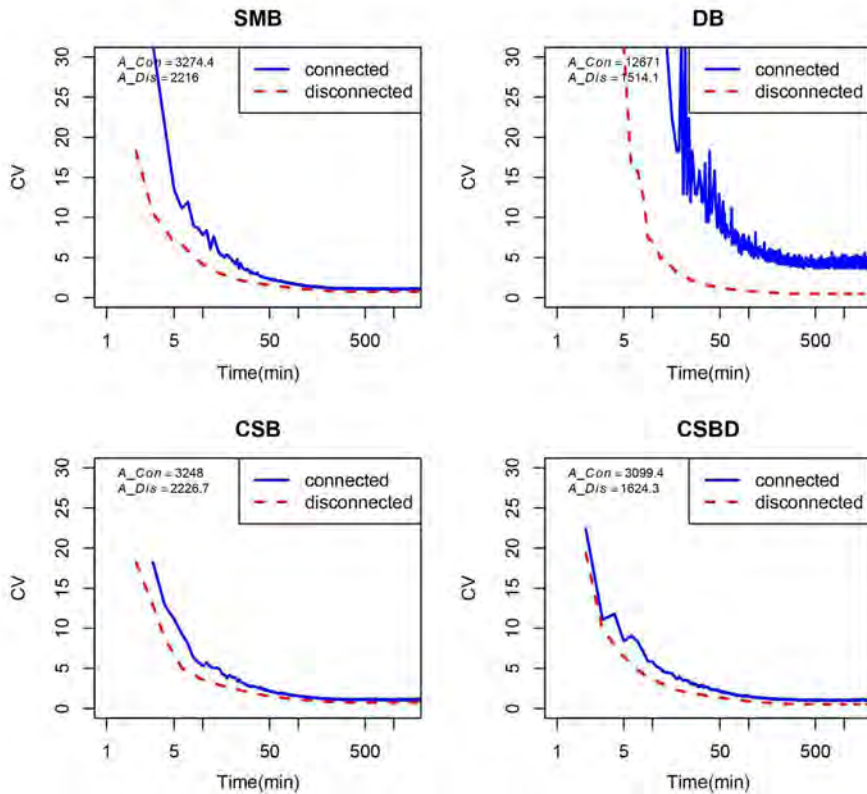 SMB
A_Con = 3274.4
A_Dis = 2216
connected
disconnected
30
25
20
15
10
5
0
CV
1 5 50 500
Time(min)
DB
A_Con = 12671
A_Dis = 1514.1
connected
disconnected
30
25
20
15
10
5
0
CV
1 5 50 500
Time(min)
CSB
A_Con = 3248
A_Dis = 2226.7
connected
disconnected
30
25
20
15
10
5
0
CV
1 5 50 500
Time(min)
CSBD
A_Con = 3099.4
A_Dis = 1624.3
connected
disconnected
30
25
20
15
10
5
0
CV
1 5 50 500
Time(min)